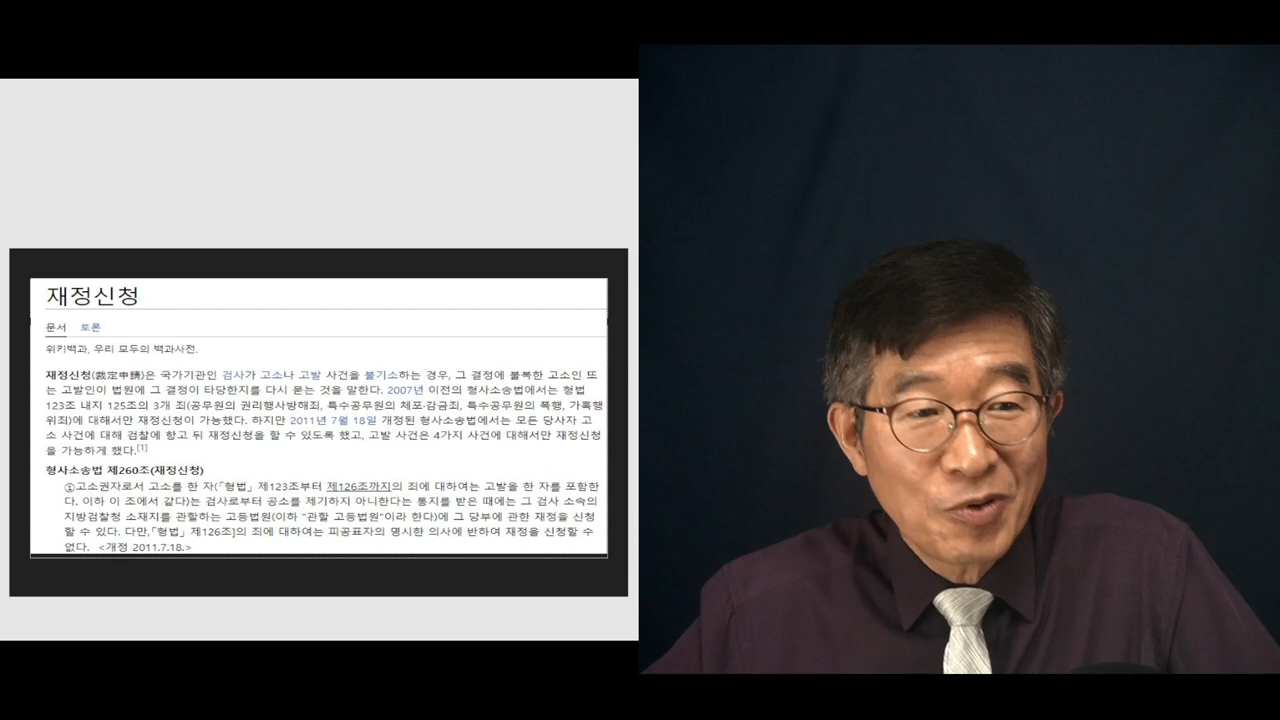 재정신청
문서 토론
위키백과, 우리 모두의 백과사전.
재정신청(裁定申請)은 국가기관인 검사가 고소나 고발 사건을 불기소하는 경우, 그 결정에 불복한 고소인 또
는 고발인이 법원에 그 결정이 타당한지를 다시 묻는 것을 말한다. 2007년 이전의 형사소송법에서는 형법
123조 내지 125조의 3개 죄(공무원의 권리행사방해죄, 특수공무원의 체포·감금죄, 특수공무원의 폭행, 가혹행
위죄)에 대해서만 재정신청이 가능했다. 하지만 2011년 7월 18일 개정된 형사소송법에서는 모든 당사자 고
소 사건에 대해 검찰에 항고 뒤 재정신청을 할 수 있도록 했고, 고발 사건은 4가지 사건에 대해서만 재정신청
을 가능하게 했다.[1]
형사소송법 제260조(재정신청)
①고소권자로서 고소를 한 자(「형법」 제123조부터 제126조까지의 죄에 대하여는 고발을 한 자를 포함한
다. 이하 이 조에서 같다)는 검사로부터 공소를 제기하지 아니한다는 통지를 받은 때에는 그 검사 소속의
지방검찰청 소재지를 관할하는 고등법원(이하 "관할 고등법원"이라 한다)에 그 당부에 관한 재정을 신청
할 수 있다. 다만,「형법」 제126조]의 죄에 대하여는 피공표자의 명시한 의사에 반하여 재정을 신청할 수
없다. <개정 2011.7.18.>